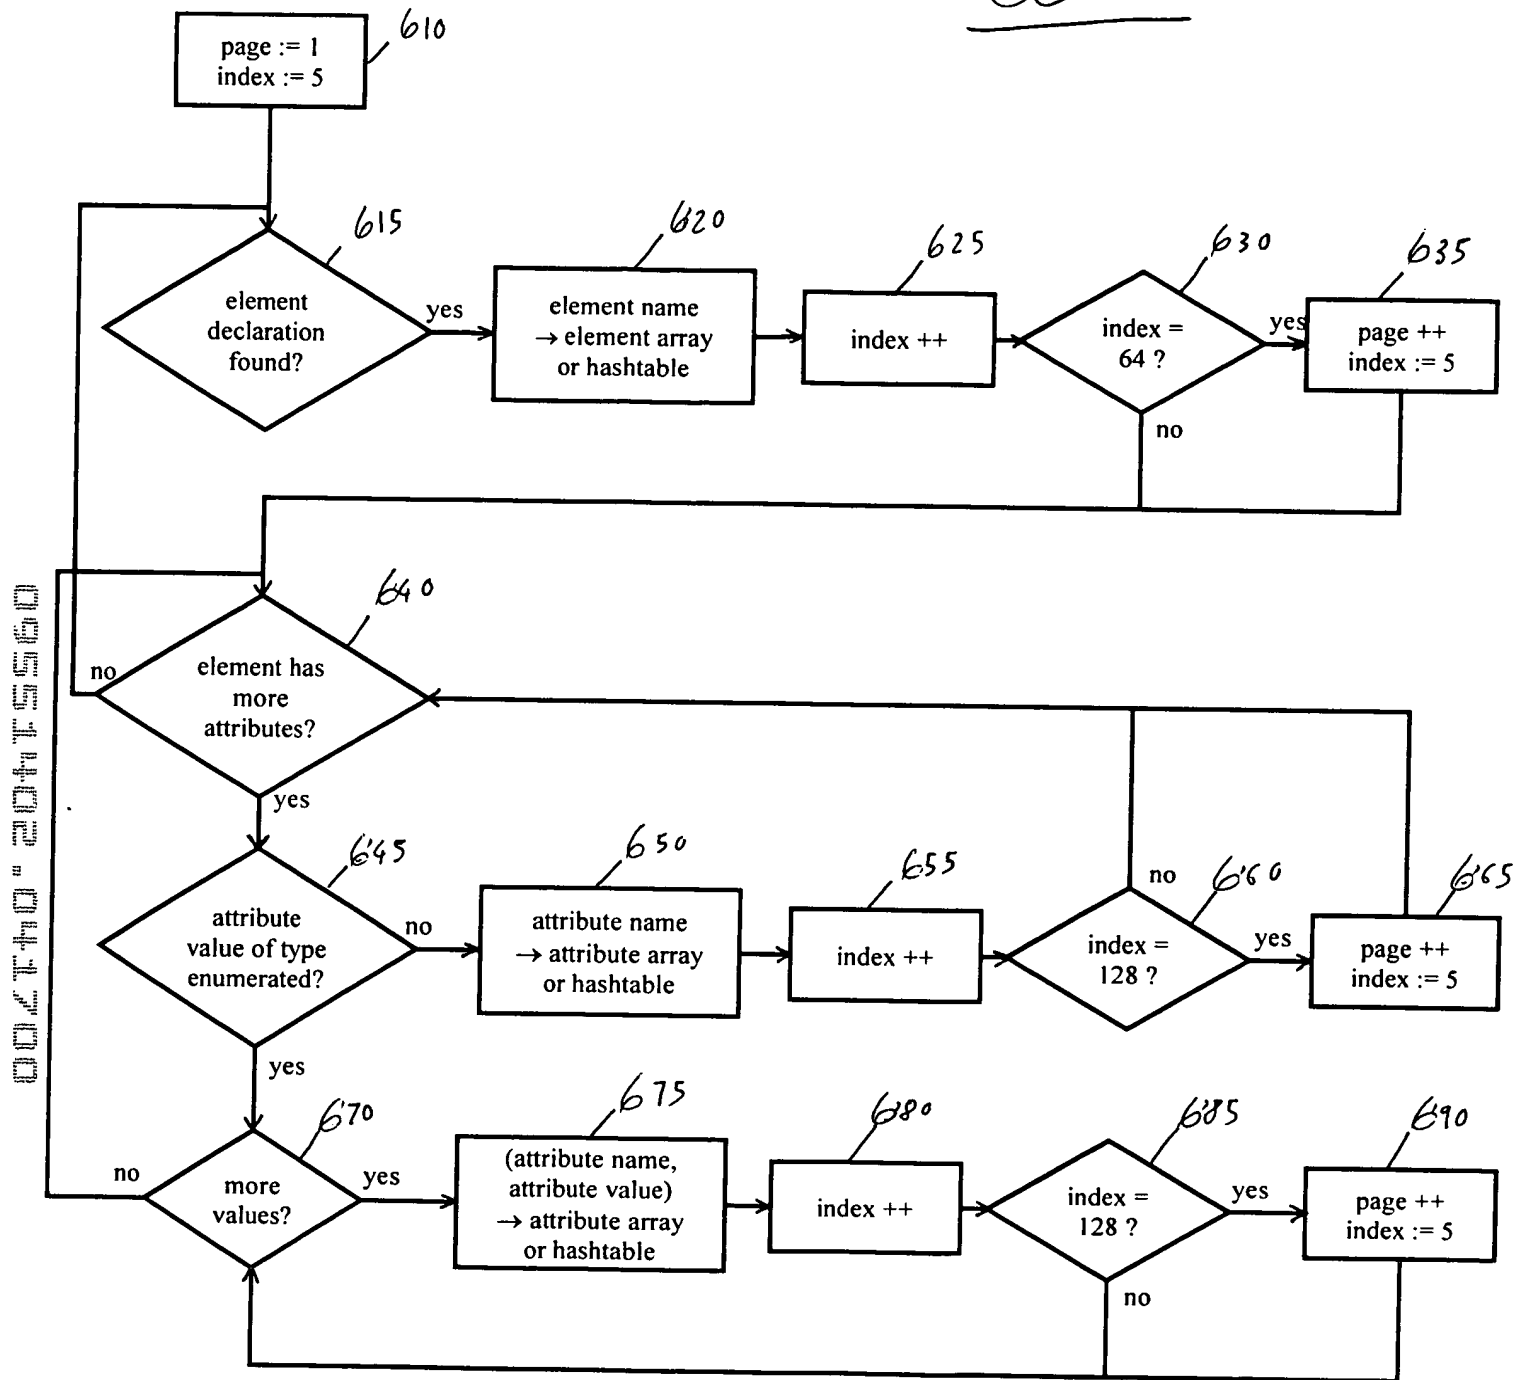 610
page := 1
index := 5
615
620
625
630
635
element
declaration
found?
yes
element name
→ element array
or hashtable
index ++
index =
64 ?
yes
page ++
index := 5
no
640
element has
more
attributes?
no
yes
645
650
655
660
665
attribute
value of type
enumerated?
no
attribute name
→ attribute array
or hashtable
index ++
index =
128 ?
no
yes
page ++
index := 5
yes
670
675
680
685
690
more
values?
no
yes
(attribute name,
attribute value)
→ attribute array
or hashtable
index ++
index =
128 ?
yes
page ++
index := 5
no
09551402.041700